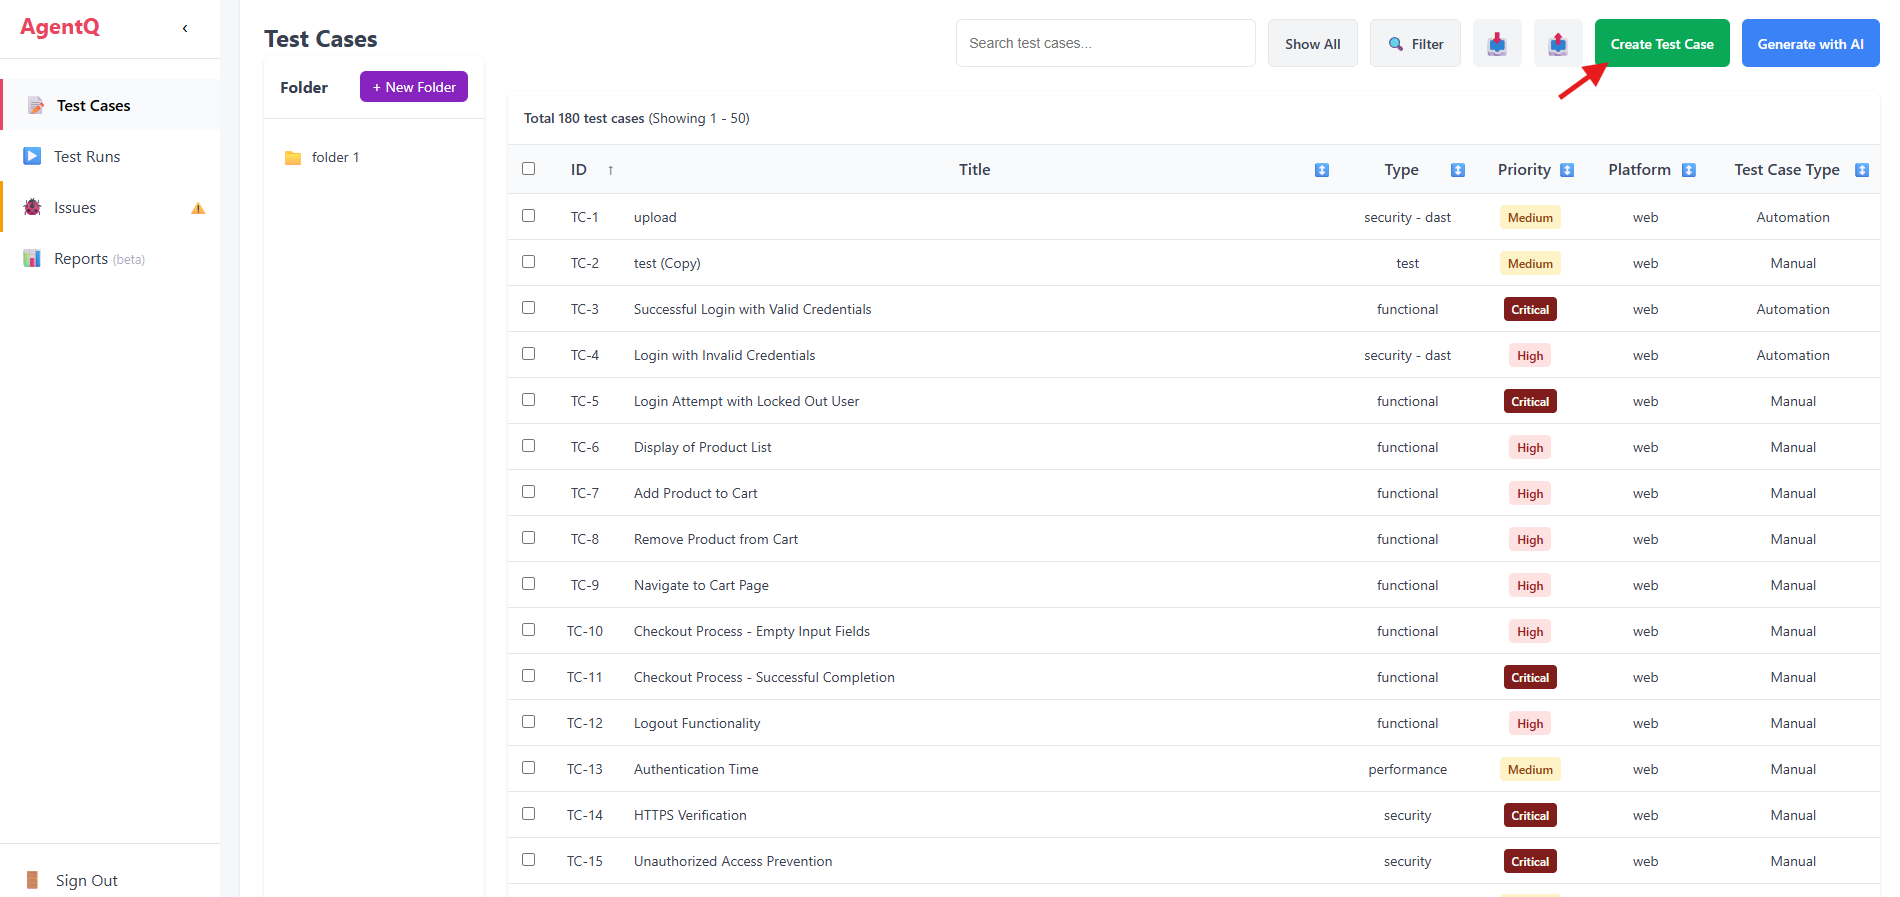 AgentQ
‹
Test Cases
Test Runs
Issues
Reports (beta)
Sign Out
Test Cases
Search test cases...
Show All
Filter
Create Test Case
Generate with AI
Folder
+ New Folder
folder 1
Total 180 test cases (Showing 1 - 50)
ID ↑ Title Type Priority Platform Test Case Type
TC-1 upload security - dast Medium web Automation
TC-2 test (Copy) test Medium web Manual
TC-3 Successful Login with Valid Credentials functional Critical web Automation
TC-4 Login with Invalid Credentials security - dast High web Automation
TC-5 Login Attempt with Locked Out User functional Critical web Manual
TC-6 Display of Product List functional High web Manual
TC-7 Add Product to Cart functional High web Manual
TC-8 Remove Product from Cart functional High web Manual
TC-9 Navigate to Cart Page functional High web Manual
TC-10 Checkout Process - Empty Input Fields functional High web Manual
TC-11 Checkout Process - Successful Completion functional Critical web Manual
TC-12 Logout Functionality functional High web Manual
TC-13 Authentication Time performance Medium web Manual
TC-14 HTTPS Verification security Critical web Manual
TC-15 Unauthorized Access Prevention security Critical web Manual